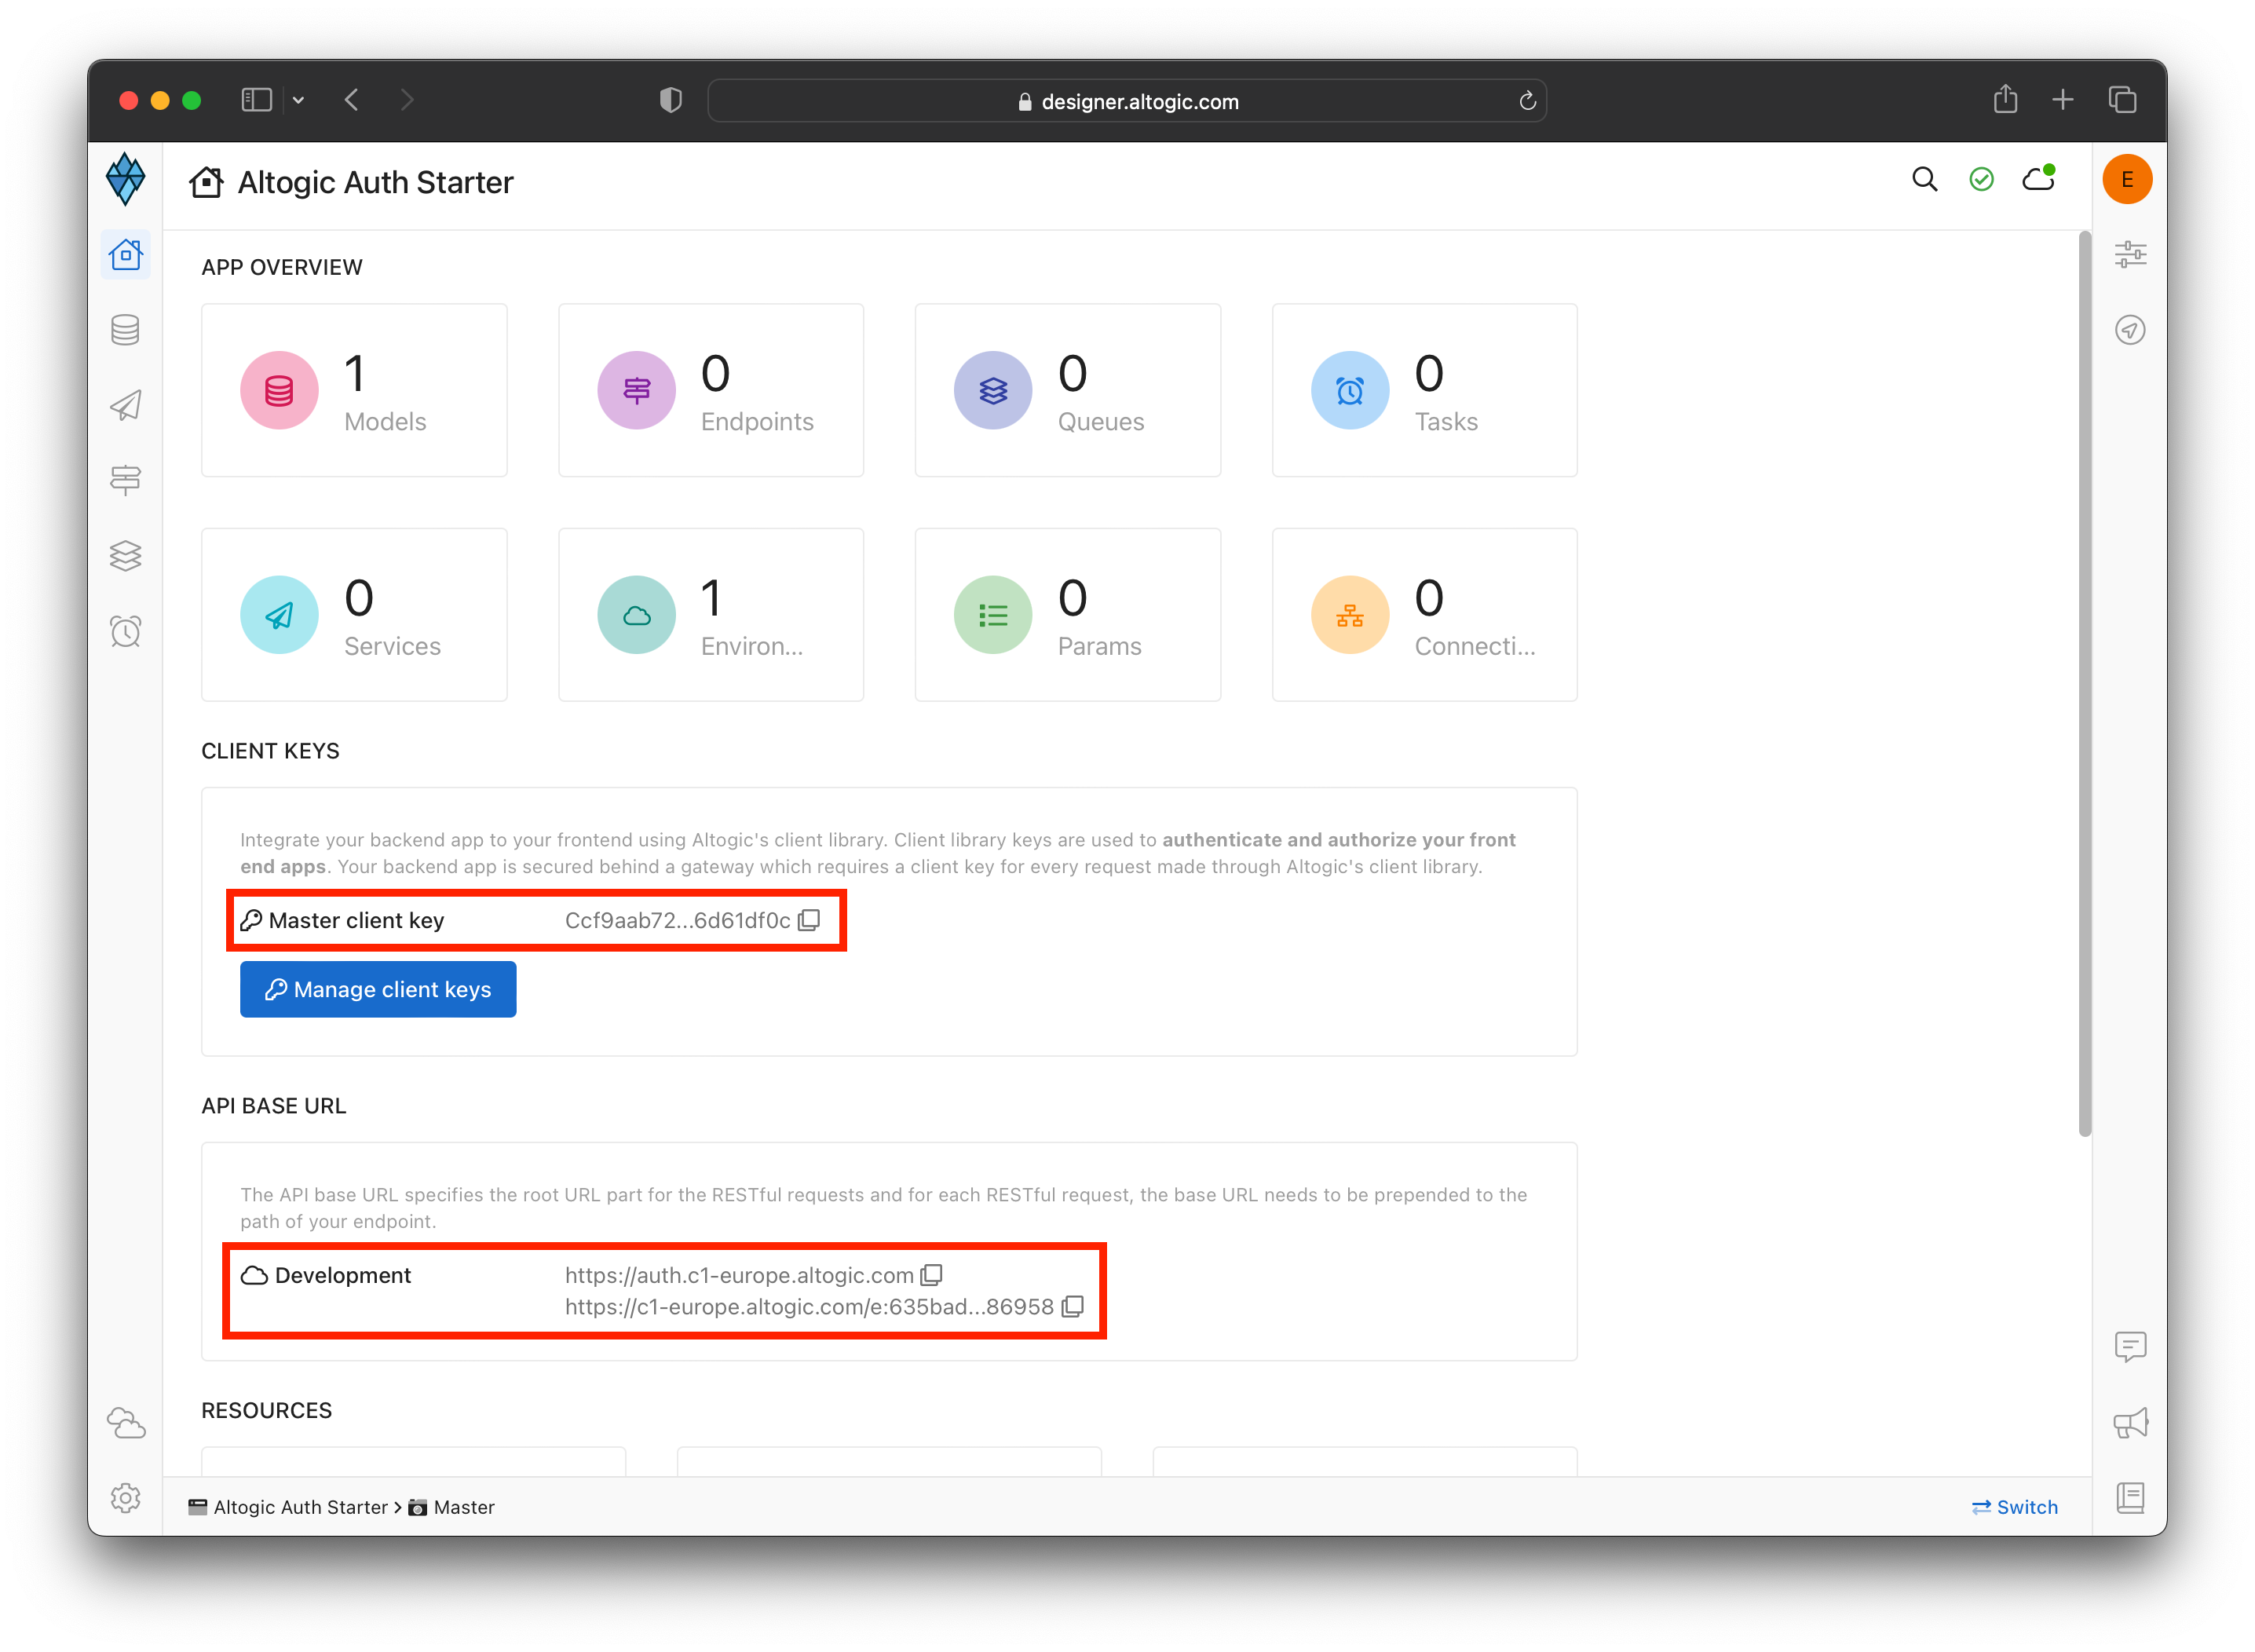 designer.altogic.com
Altogic Auth Starter
E
APP OVERVIEW
1
Models
0
Endpoints
0
Queues
0
Tasks
0
Services
1
Environ...
0
Params
0
Connecti...
CLIENT KEYS
Integrate your backend app to your frontend using Altogic's client library. Client library keys are used to authenticate and authorize your front
end apps. Your backend app is secured behind a gateway which requires a client key for every request made through Altogic's client library.
Master client key Ccf9aab72...6d61df0c
Manage client keys
API BASE URL
The API base URL specifies the root URL part for the RESTful requests and for each RESTful request, the base URL needs to be prepended to the
path of your endpoint.
Development https://auth.c1-europe.altogic.com
https://c1-europe.altogic.com/e:635bad...86958
RESOURCES
Altogic Auth Starter > Master
Switch